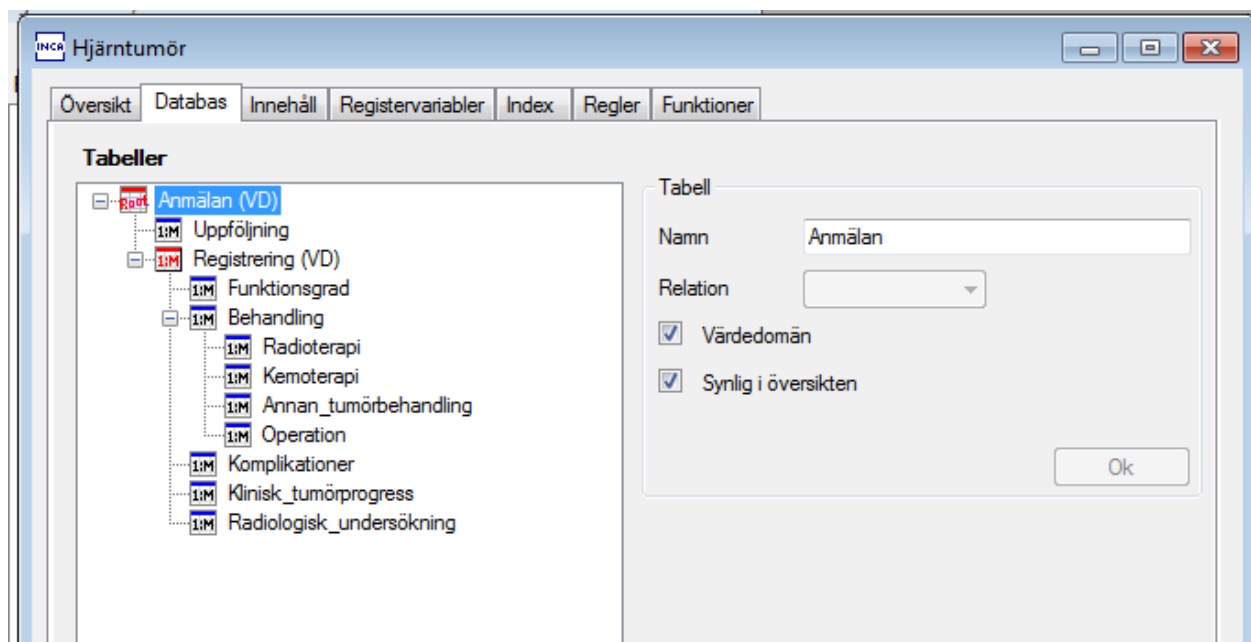 INCA Hjärntumör
Översikt Databas Innehåll Registervariabler Index Regler Funktioner
Tabeller
Root Anmälan (VD)
1:M Uppföljning
1:M Registrering (VD)
1:M Funktionsgrad
1:M Behandling
1:M Radioterapi
1:M Kemoterapi
1:M Annan_tumörbehandling
1:M Operation
1:M Komplikationer
1:M Klinisk_tumörprogress
1:M Radiologisk_undersökning
Tabell
Namn Anmälan
Relation
Värdedomän
Synlig i översikten
Ok